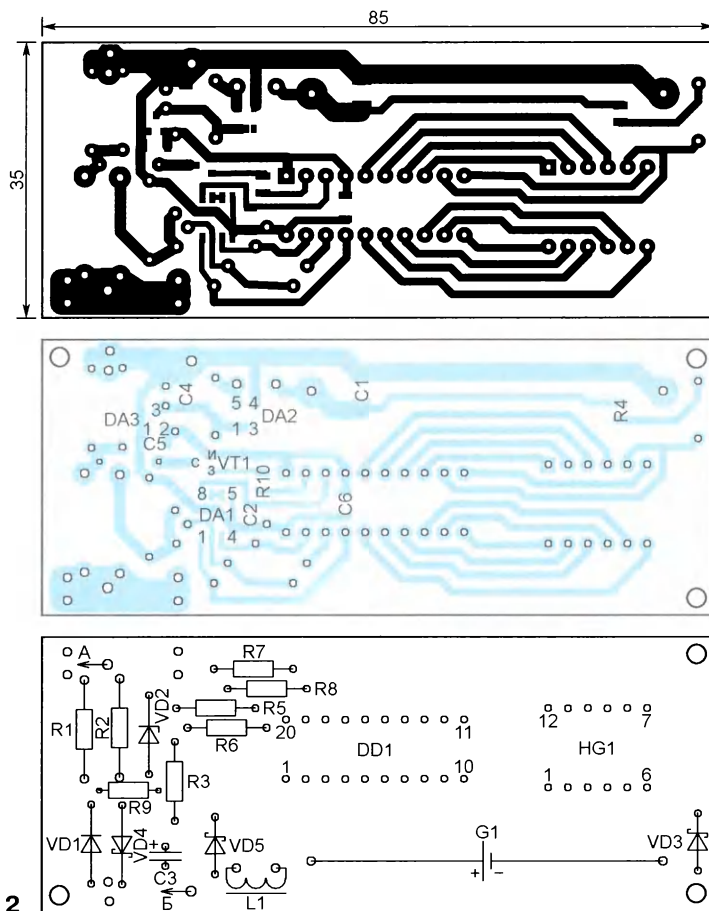 85
35
C4
C1
DA3
3
5 4
DA2
R4
1 2
1 3
C5
С
И
З
VT1
R10
8 5
C2
C6
DA1
1 4
А
R7
R8
VD2
R5
R1
R2
R6
20
11
12
7
DD1
HG1
R3
1
10
1
6
R9
G1
VD1
VD4
+
VD5
+
−
VD3
C3
Б
L1
2